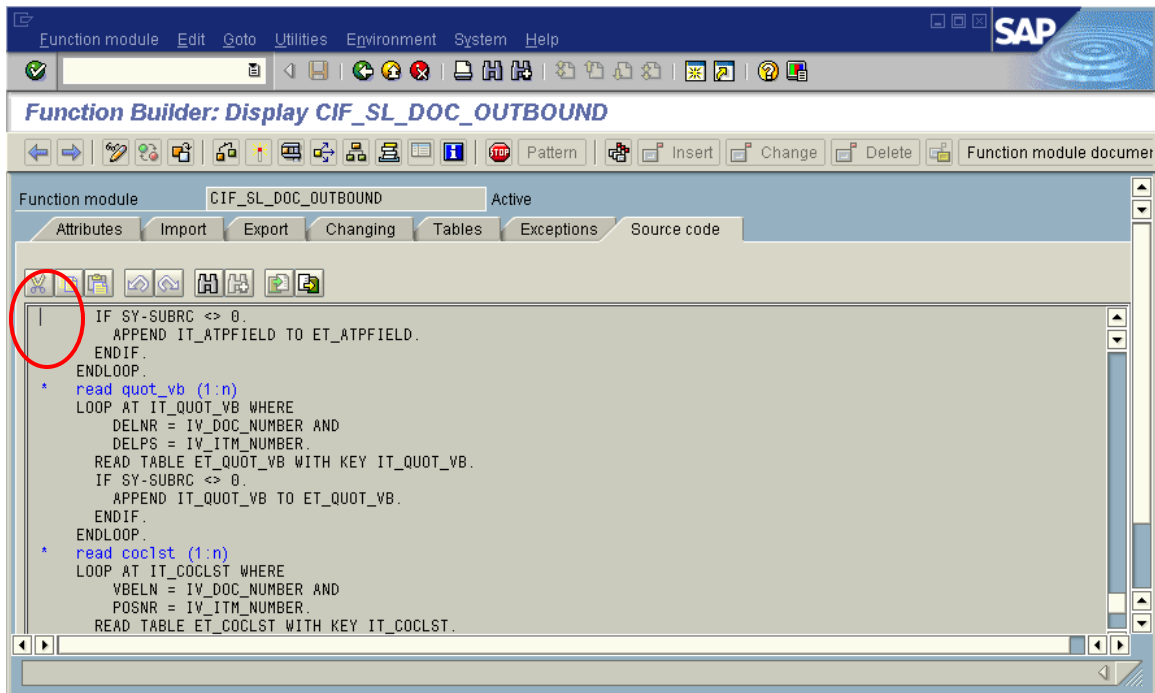 Function module Edit Goto Utilities Environment System Help
SAP
Function Builder: Display CIF_SL_DOC_OUTBOUND
STOP Pattern Insert Change Delete Function module documer
Function module CIF_SL_DOC_OUTBOUND Active
Attributes Import Export Changing Tables Exceptions Source code
IF SY-SUBRC <> 0.
APPEND IT_ATPFIELD TO ET_ATPFIELD.
ENDIF.
ENDLOOP.
* read quot_vb (1:n)
LOOP AT IT_QUOT_VB WHERE
DELNR = IV_DOC_NUMBER AND
DELPS = IV_ITM_NUMBER.
READ TABLE ET_QUOT_VB WITH KEY IT_QUOT_VB.
IF SY-SUBRC <> 0.
APPEND IT_QUOT_VB TO ET_QUOT_VB.
ENDIF.
ENDLOOP.
* read coclst (1:n)
LOOP AT IT_COCLST WHERE
VBELN = IV_DOC_NUMBER AND
POSNR = IV_ITM_NUMBER.
READ TABLE ET_COCLST WITH KEY IT_COCLST.